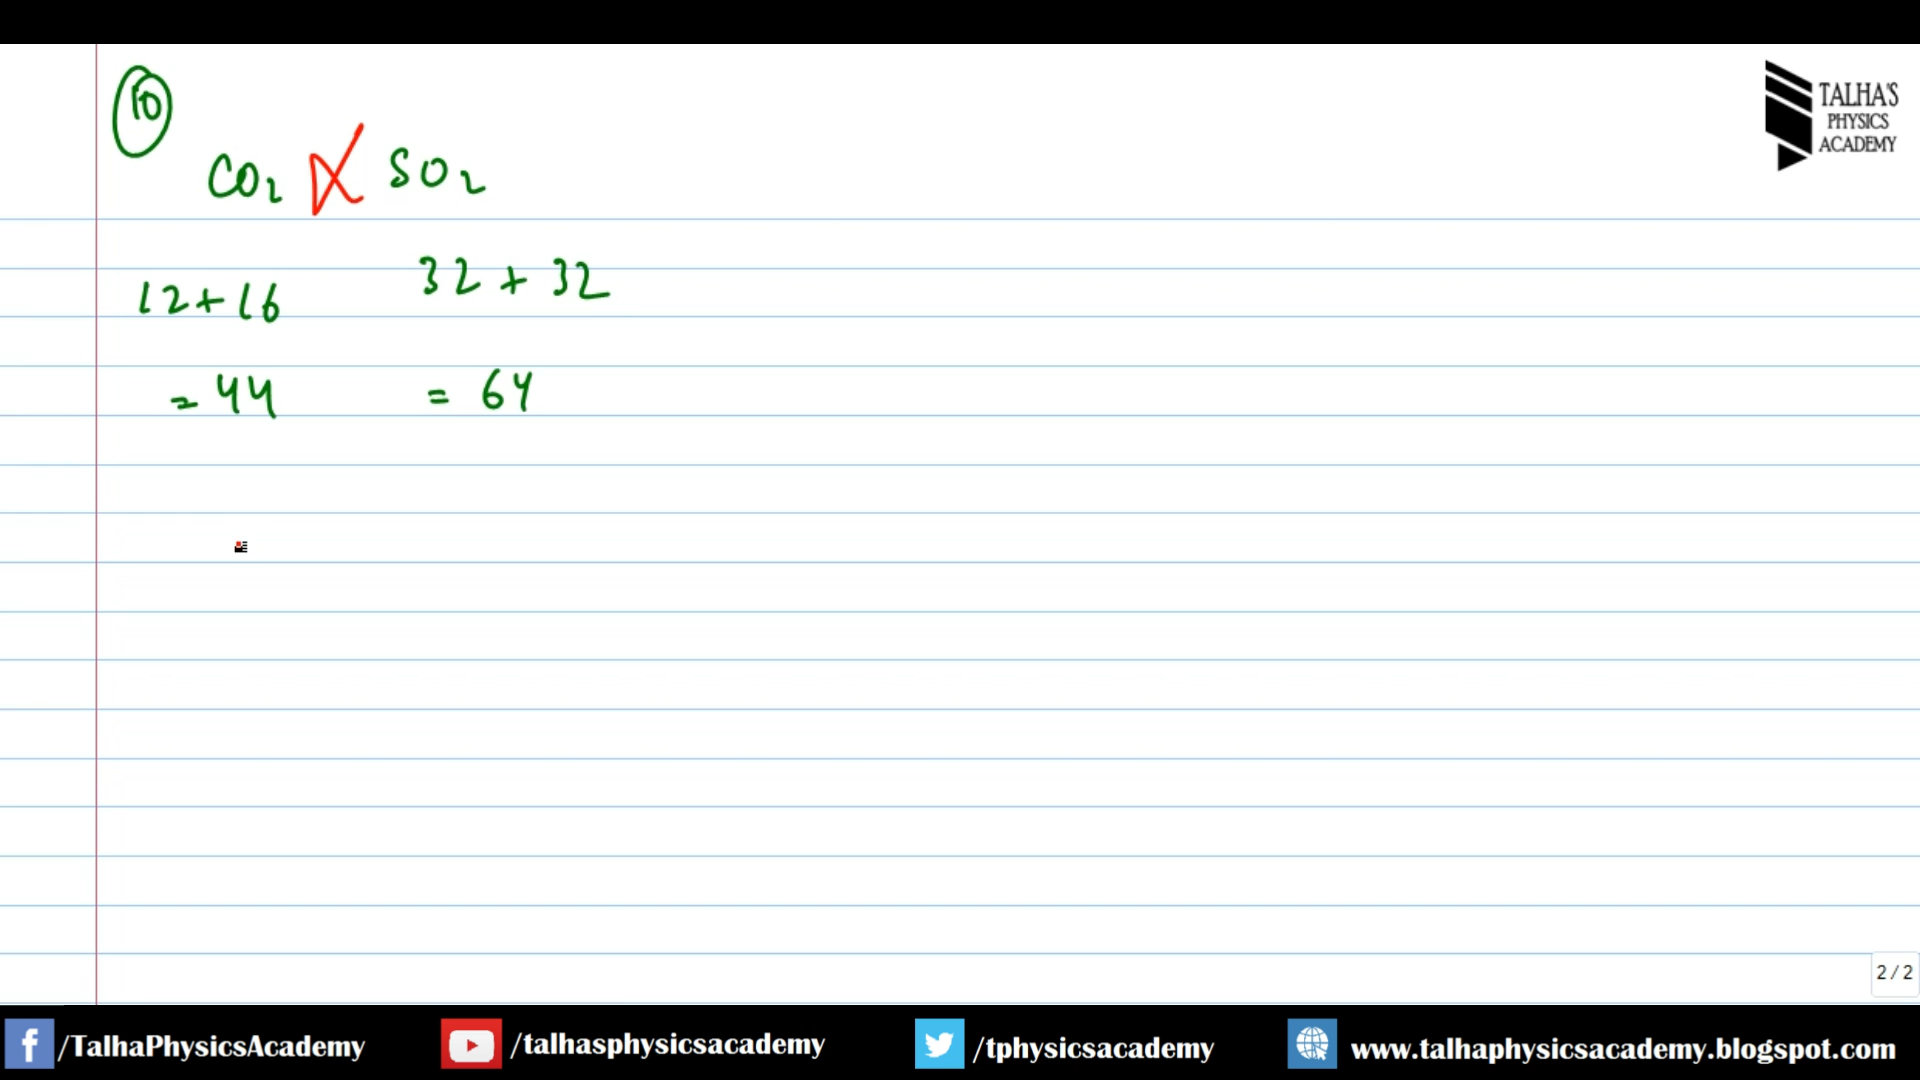 10
CO2 SO2
12+16 32 + 32
= 44 = 64
TALHA'S
PHYSICS
ACADEMY
2 / 2
/TalhaPhysicsAcademy /talhasphysicsacademy /tphysicsacademy www.talhaphysicsacademy.blogspot.com